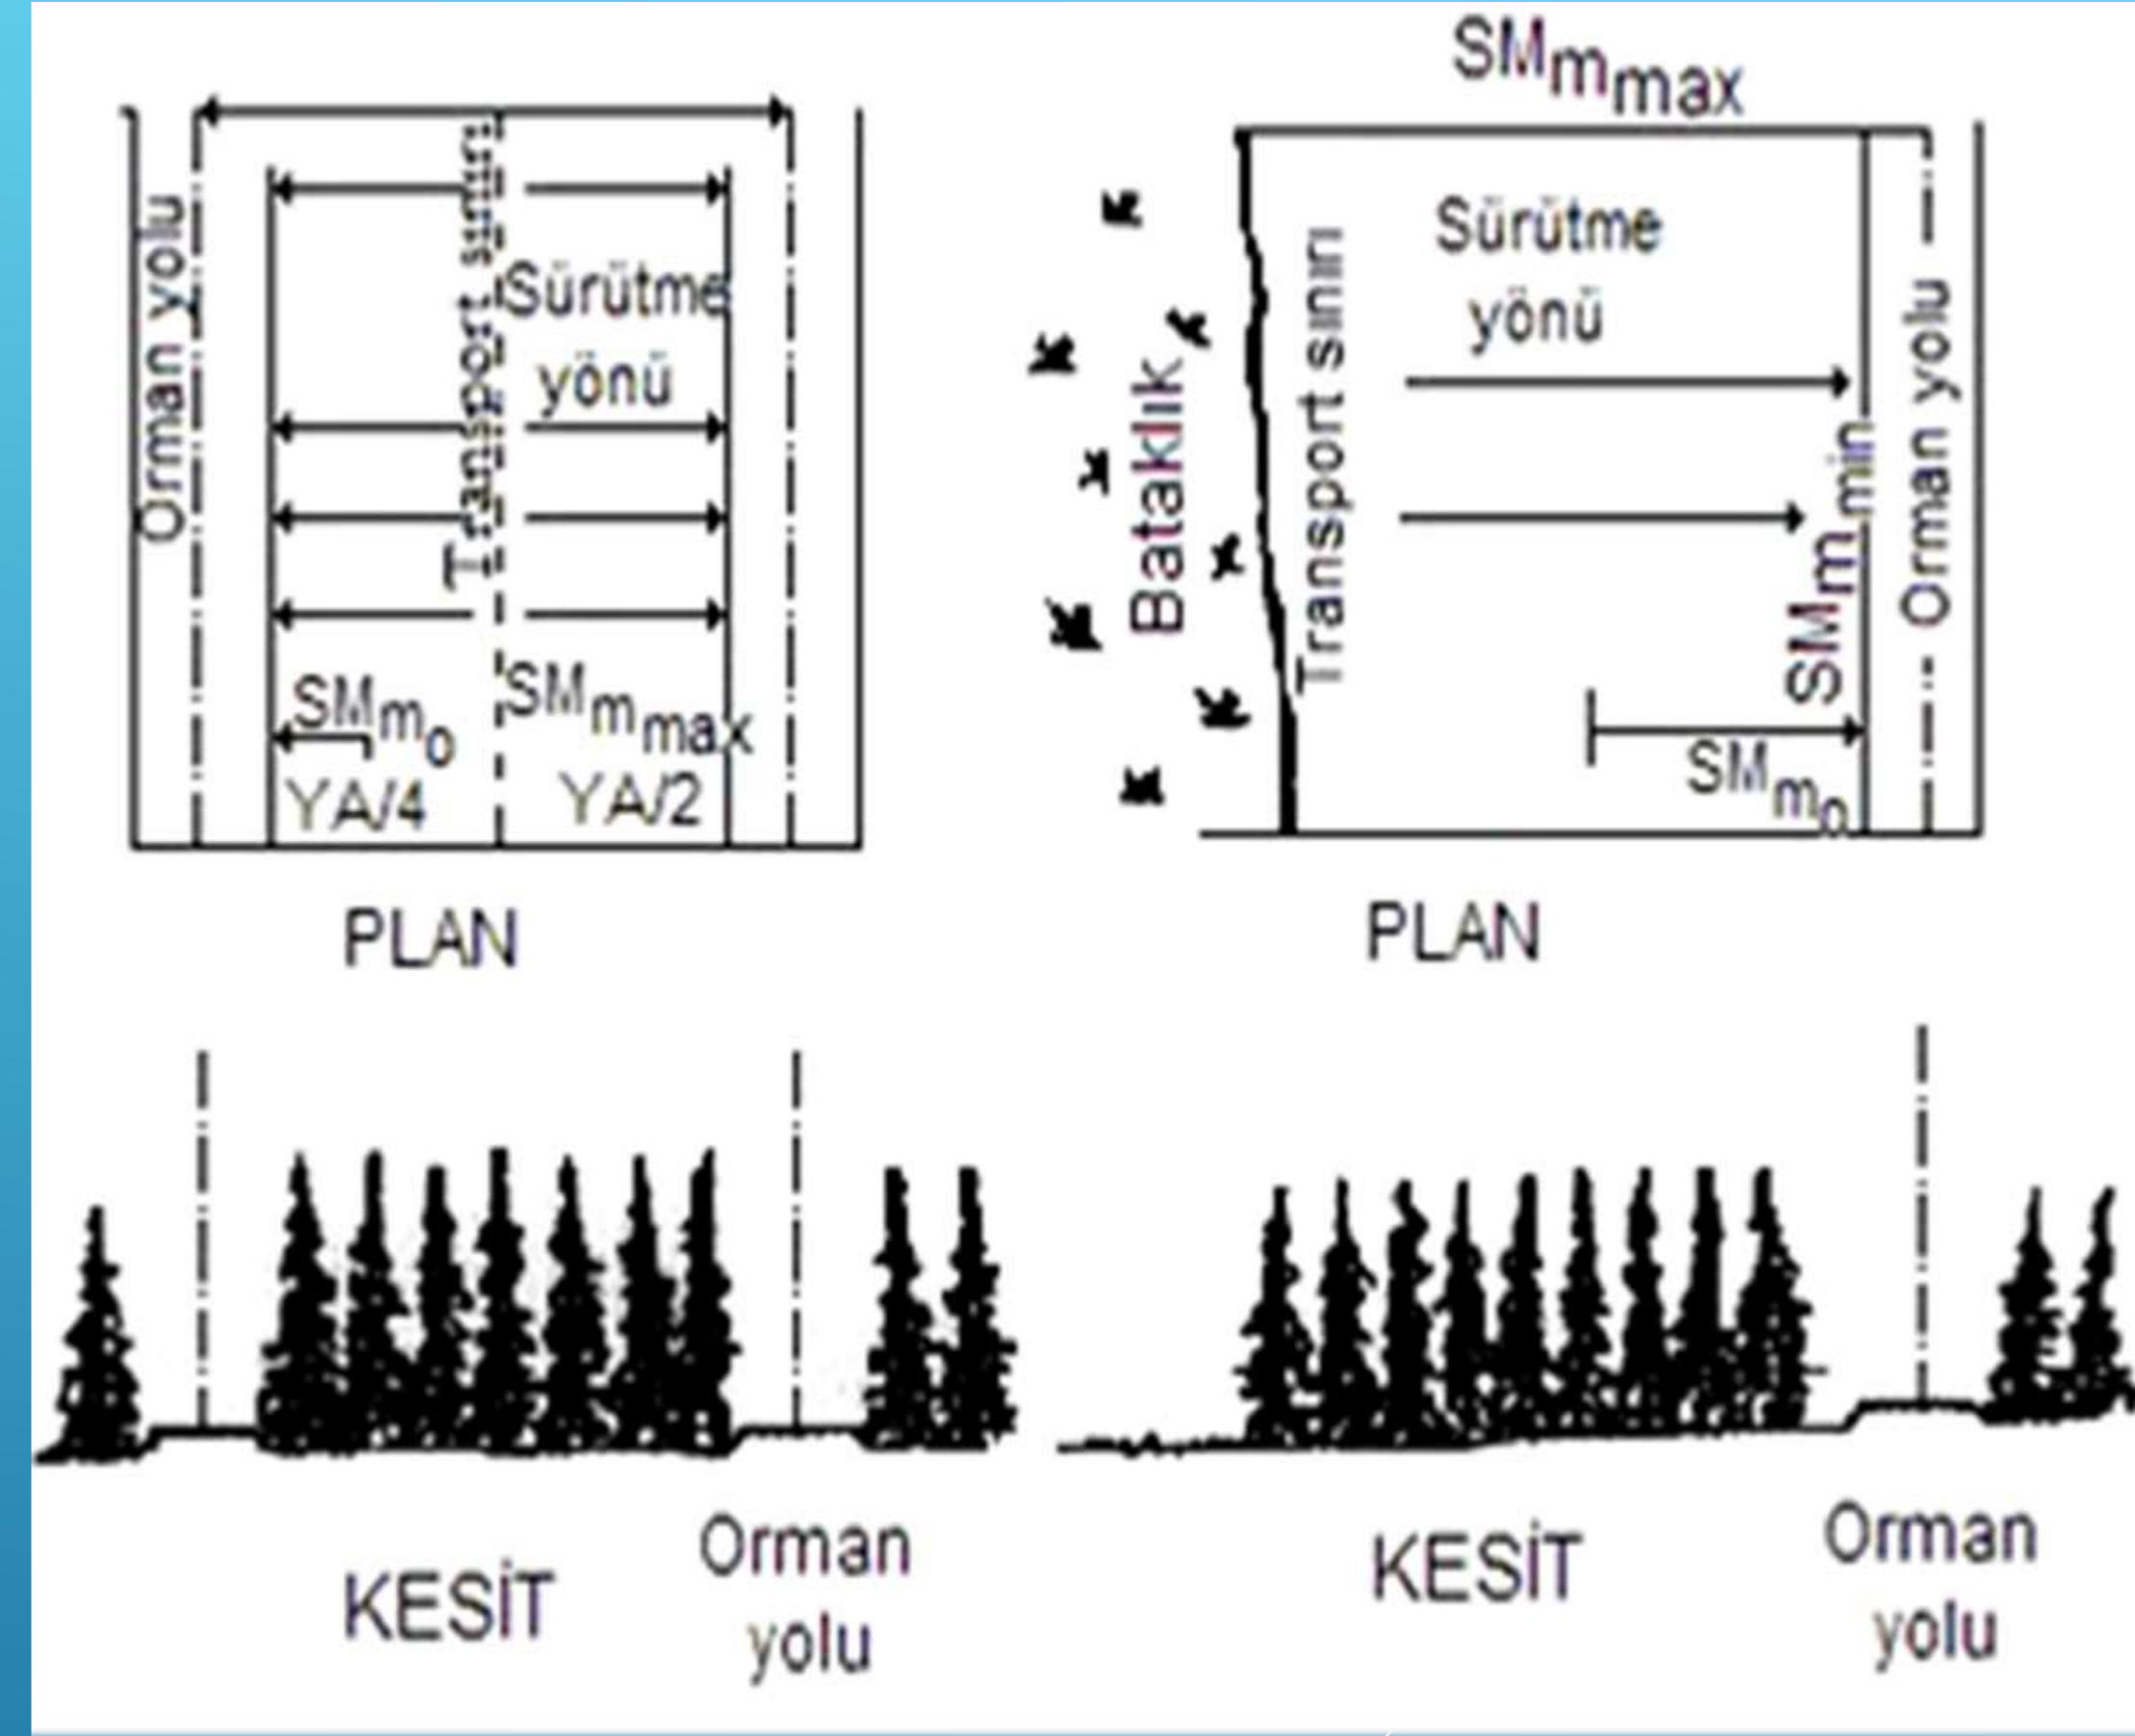 Orman yolu
Transport sınırı
Sürütme
yönü
SMmo
YA/4
SMmmax
YA/2
PLAN
SMmmax
Bataklık
Transport sınırı
Sürütme
yönü
SMmmin
SMmo
Orman yolu
PLAN
KESİT
Orman
yolu
KESİT
Orman
yolu